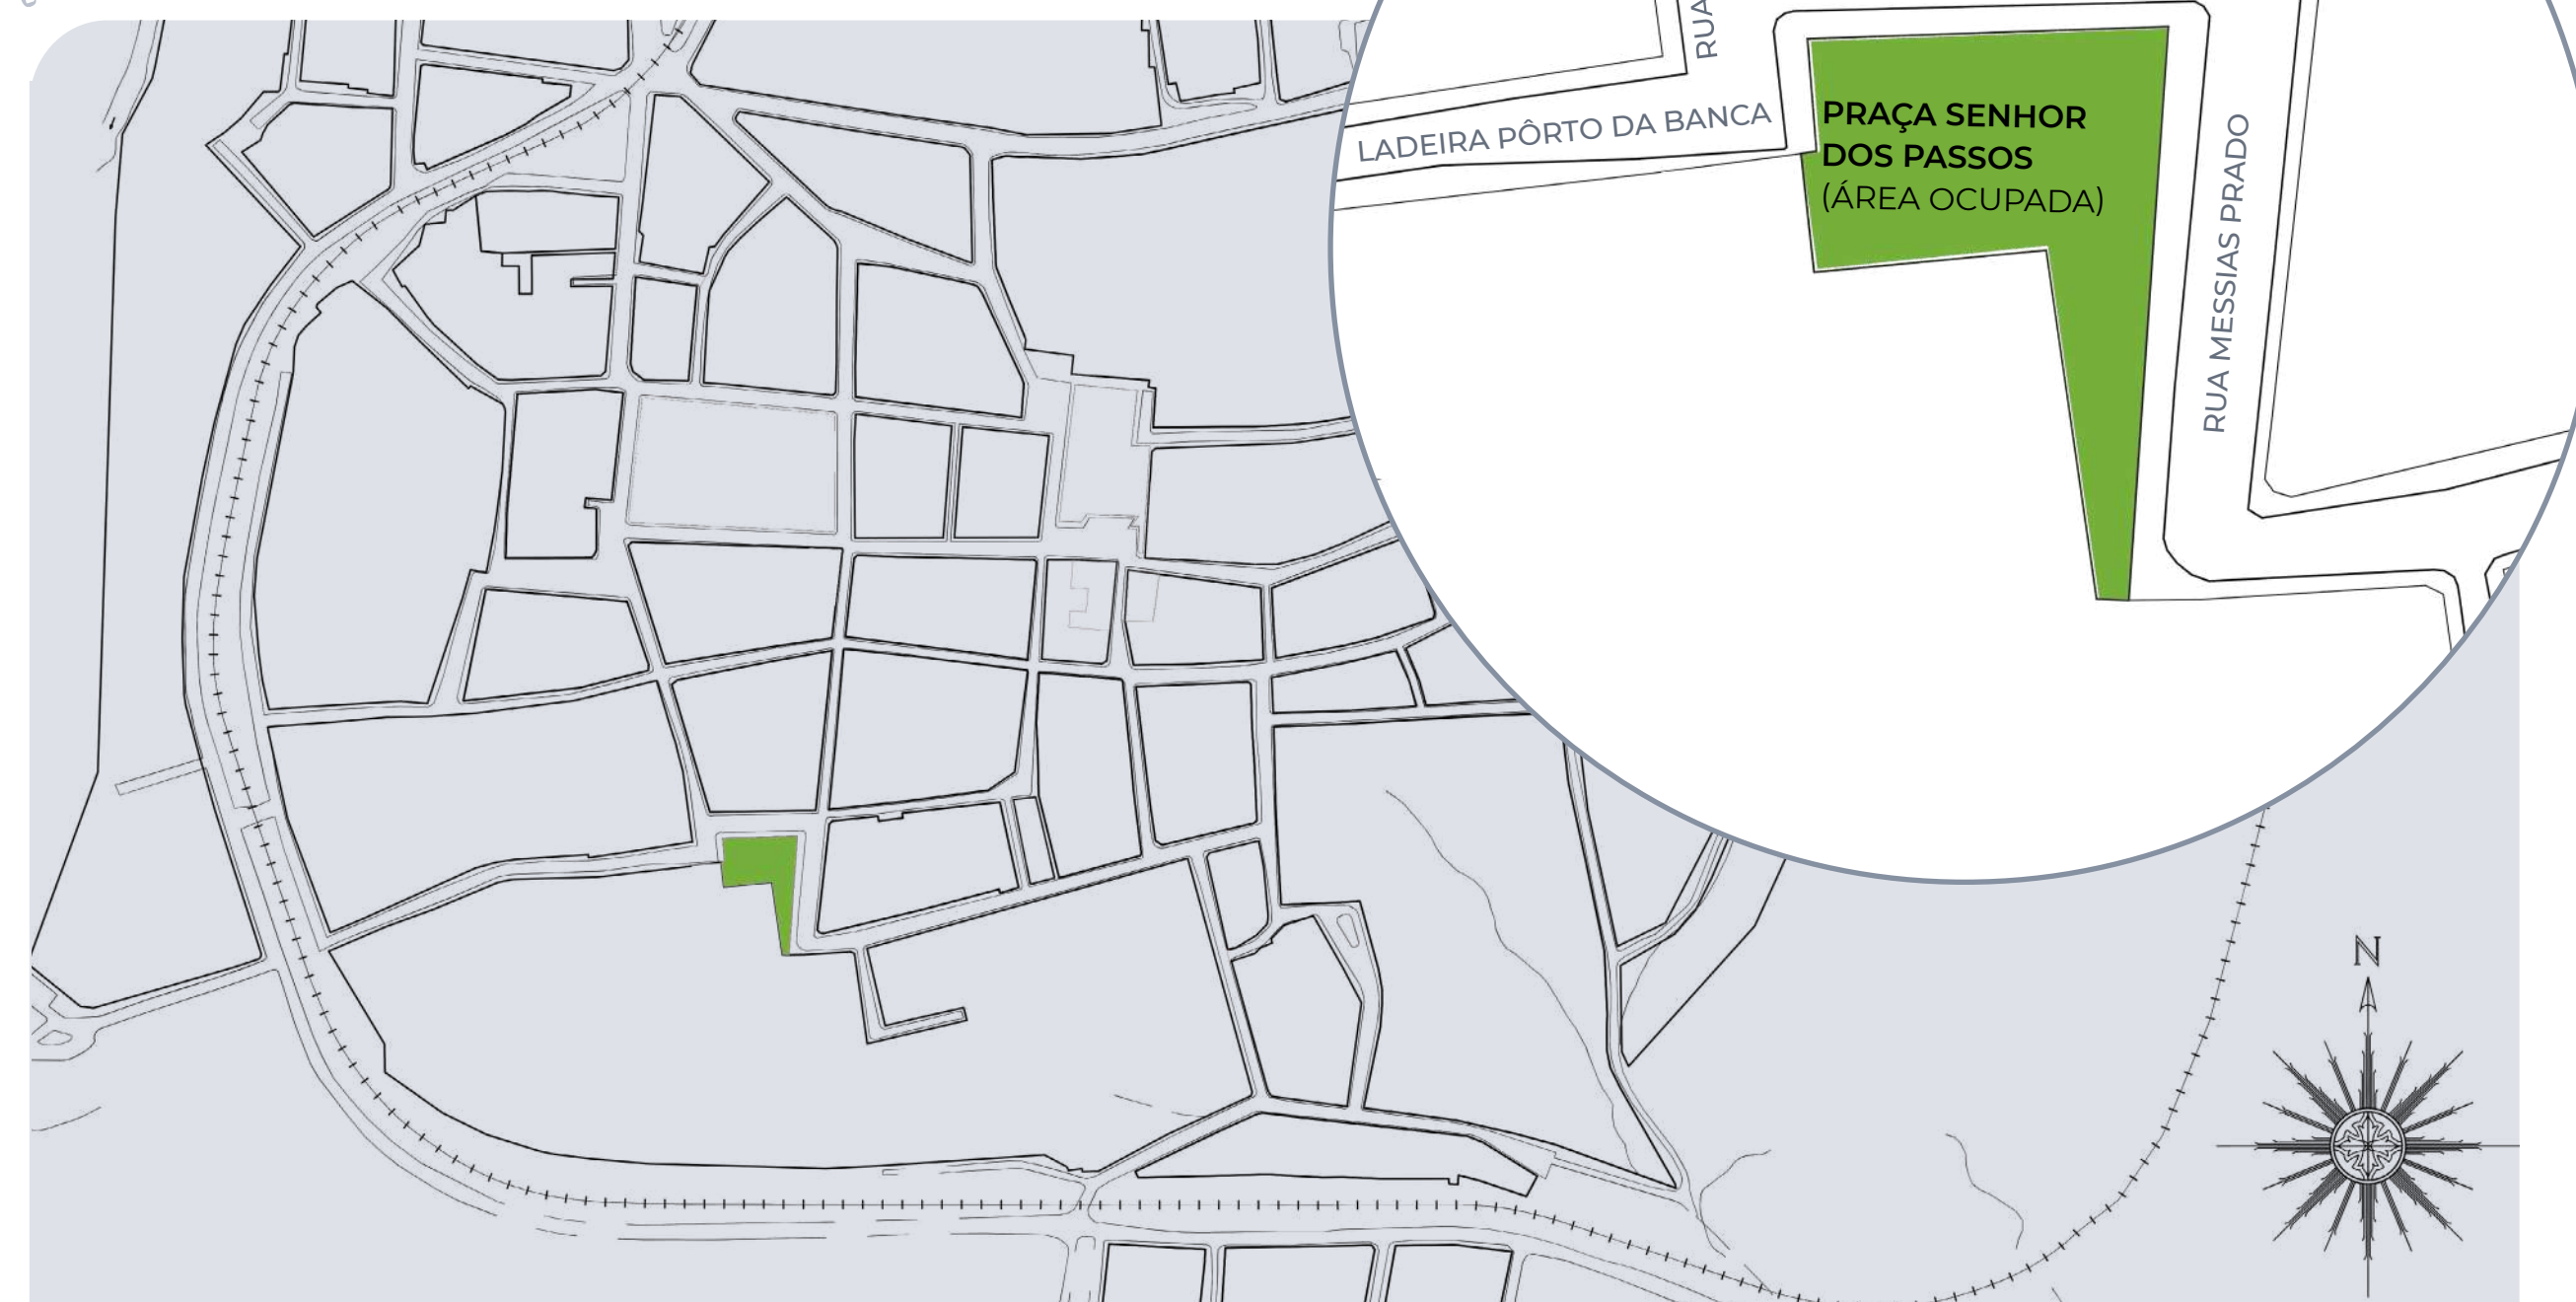 RUA
LADEIRA PÔRTO DA BANCA
PRAÇA SENHOR
DOS PASSOS
(ÁREA OCUPADA)
RUA MESSIAS PRADO
N